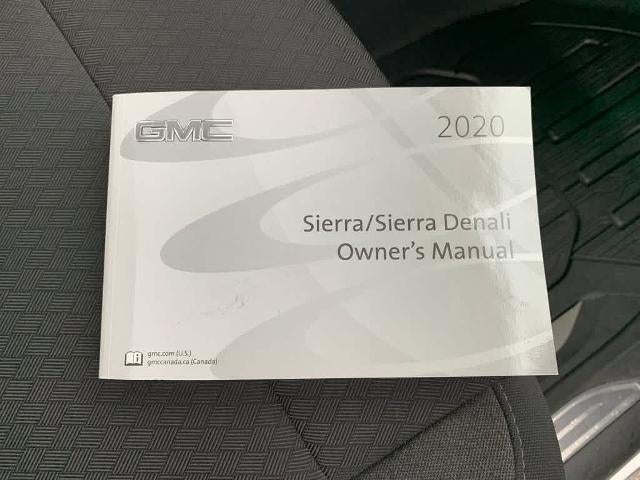 GMC
2020
Sierra/Sierra Denali
Owner's Manual
gmc.com (U.S.)
gmccanada.ca (Canada)